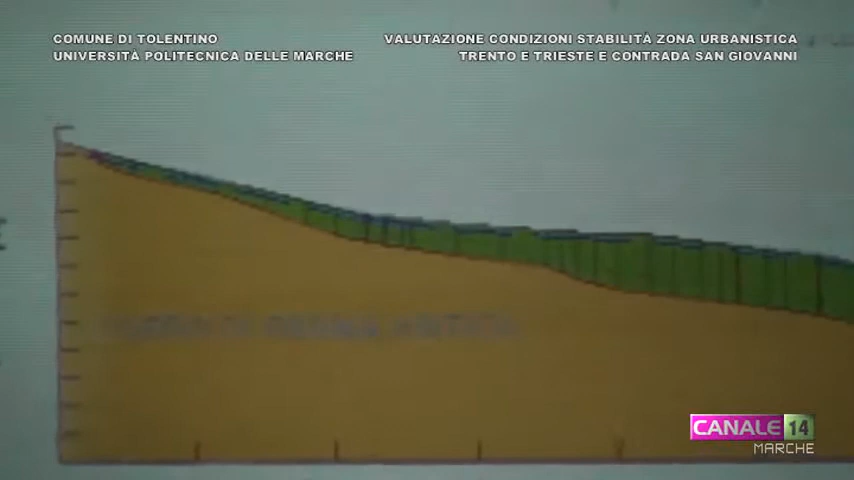 COMUNE DI TOLENTINO
UNIVERSITÀ POLITECNICA DELLE MARCHE
VALUTAZIONE CONDIZIONI STABILITÀ ZONA URBANISTICA
TRENTO E TRIESTE E CONTRADA SAN GIOVANNI
CANALE 14
MARCHE